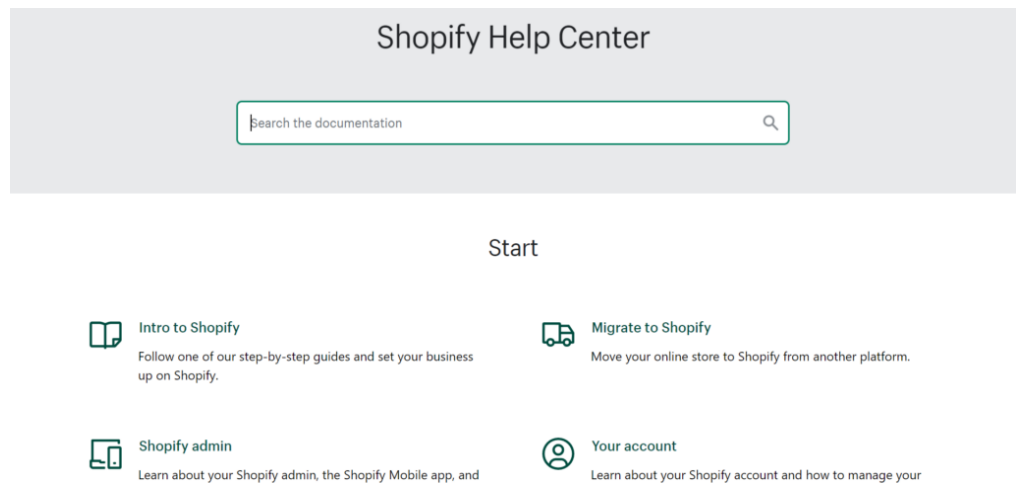 Shopify Help Center
Search the documentation
Start
Intro to Shopify
Follow one of our step-by-step guides and set your business
up on Shopify.
Migrate to Shopify
Move your online store to Shopify from another platform.
Shopify admin
Learn about your Shopify admin, the Shopify Mobile app, and
Your account
Learn about your Shopify account and how to manage your